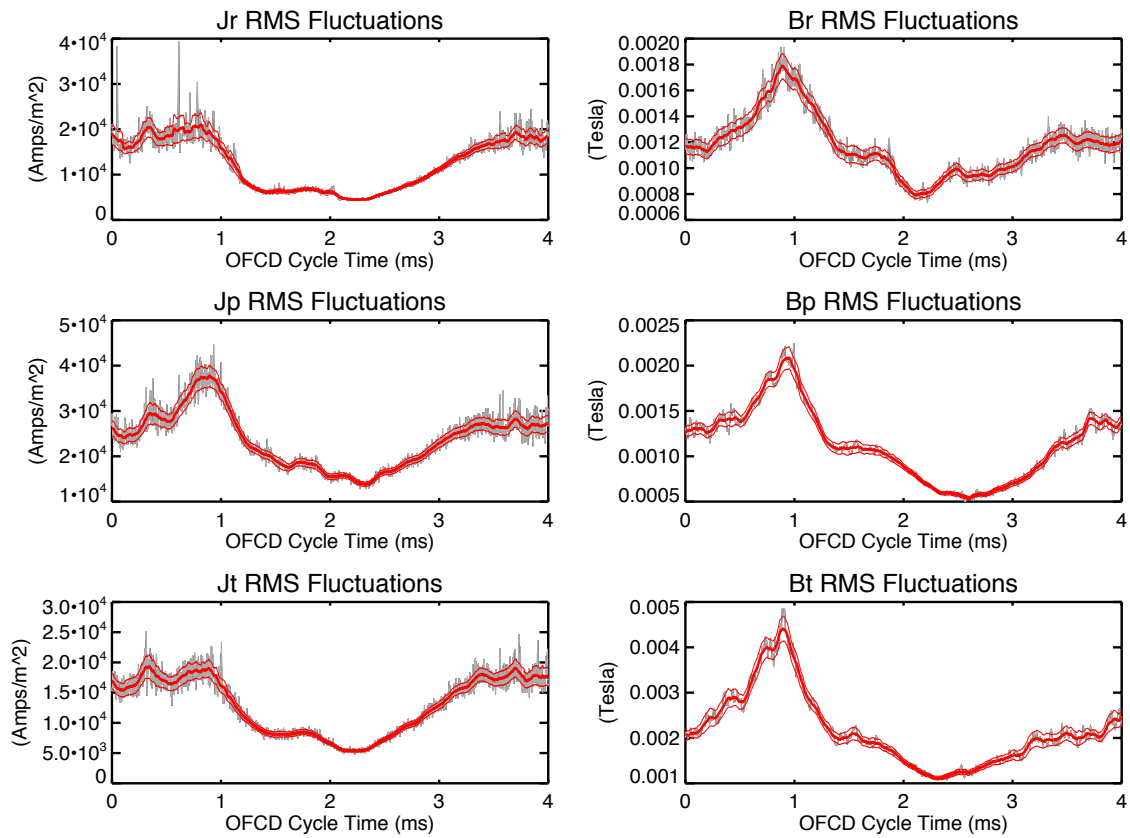 Jr RMS Fluctuations
(Amps/m^2)
4•10⁴
3•10⁴
2•10⁴
1•10⁴
0
0 1 2 3 4
OFCD Cycle Time (ms)
Br RMS Fluctuations
(Tesla)
0.0020
0.0018
0.0016
0.0014
0.0012
0.0010
0.0008
0.0006
0 1 2 3 4
OFCD Cycle Time (ms)
Jp RMS Fluctuations
(Amps/m^2)
5•10⁴
4•10⁴
3•10⁴
2•10⁴
1•10⁴
0 1 2 3 4
OFCD Cycle Time (ms)
Bp RMS Fluctuations
(Tesla)
0.0025
0.0020
0.0015
0.0010
0.0005
0 1 2 3 4
OFCD Cycle Time (ms)
Jt RMS Fluctuations
(Amps/m^2)
3.0•10⁴
2.5•10⁴
2.0•10⁴
1.5•10⁴
1.0•10⁴
5.0•10³
0
0 1 2 3 4
OFCD Cycle Time (ms)
Bt RMS Fluctuations
(Tesla)
0.005
0.004
0.003
0.002
0.001
0 1 2 3 4
OFCD Cycle Time (ms)